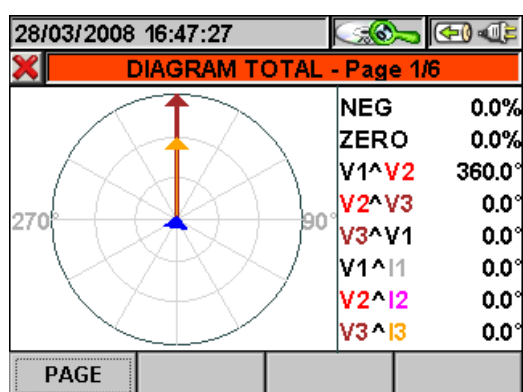 28/03/2008 16:47:27
DIAGRAM TOTAL - Page 1/6
NEG 0.0%
ZERO 0.0%
V1^V2 360.0°
V2^V3 0.0°
V3^V1 0.0°
V1^I1 0.0°
V2^I2 0.0°
V3^I3 0.0°
270° 90°
PAGE